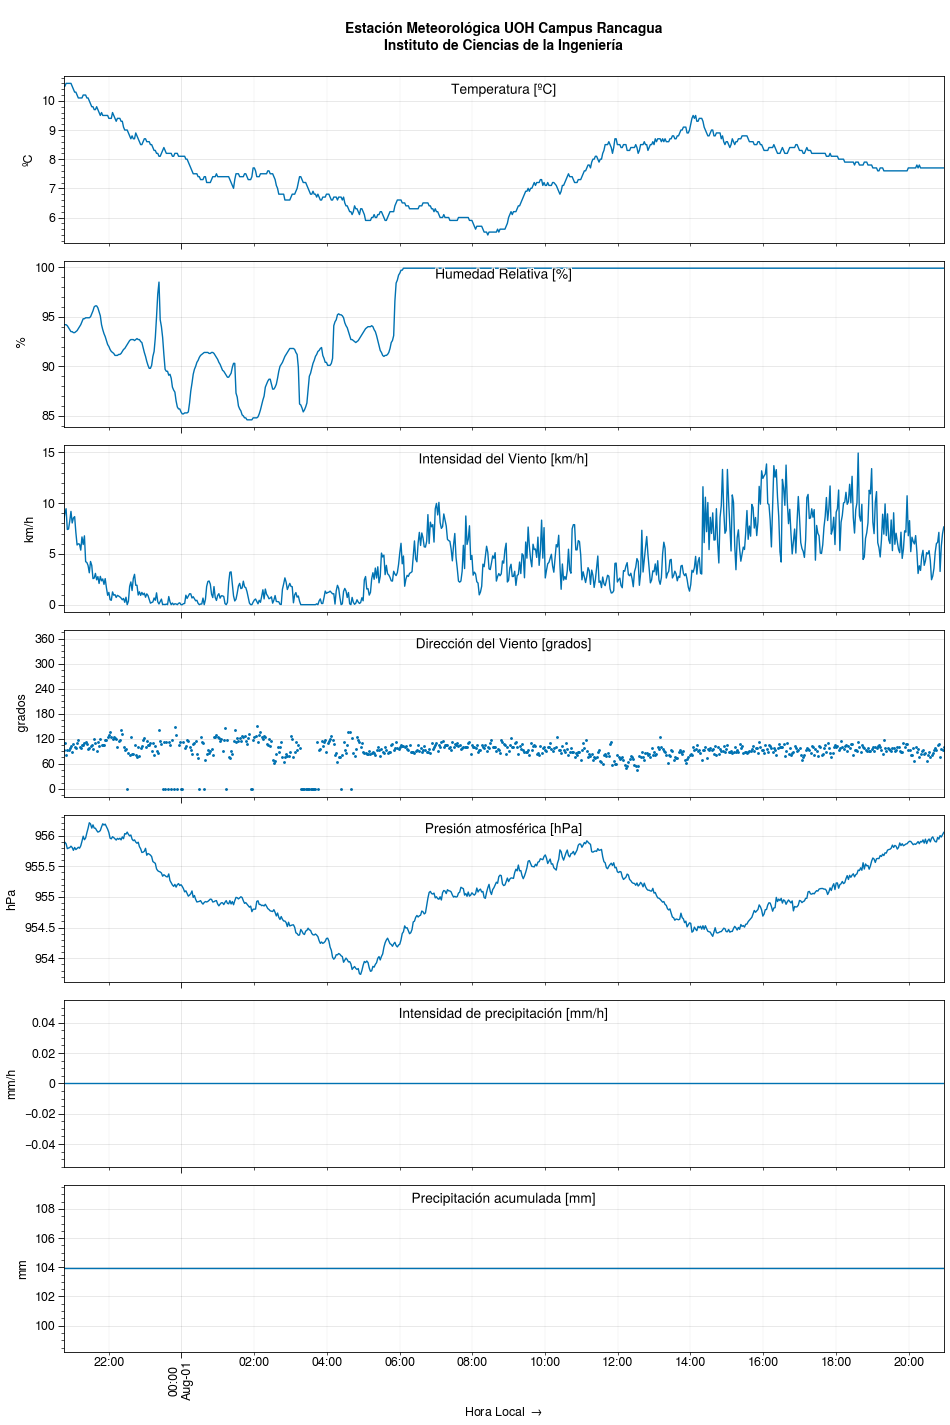 Estación Meteorológica UOH Campus Rancagua
Instituto de Ciencias de la Ingeniería
Temperatura [ºC]
ºC
10
9
8
7
6
Humedad Relativa [%]
%
100
95
90
85
Intensidad del Viento [km/h]
km/h
15
10
5
0
Dirección del Viento [grados]
grados
360
300
240
180
120
60
0
Presión atmosférica [hPa]
hPa
956
955.5
955
954.5
954
Intensidad de precipitación [mm/h]
mm/h
0.04
0.02
0
−0.02
−0.04
Precipitación acumulada [mm]
mm
108
106
104
102
100
22:00
00:00
Aug-01
02:00
04:00
06:00
08:00
10:00
12:00
14:00
16:00
18:00
20:00
Hora Local →